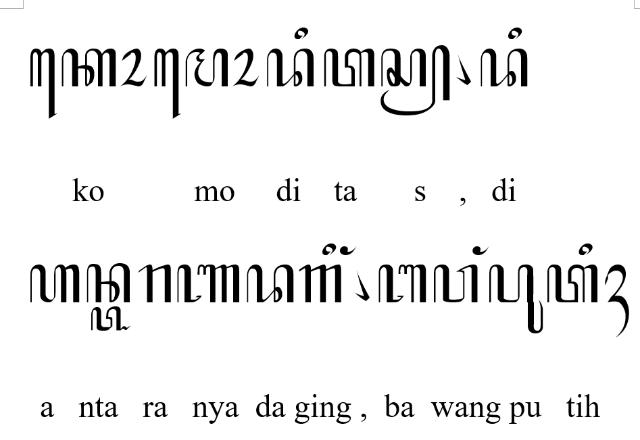 ꦏꦺꦴꦩꦺꦴꦢꦶꦠꦱ꧀꧈ꦢꦶ
ko mo di ta s , di
ꦲꦤ꧀ꦠꦫꦚꦢꦒꦶꦁ꧈ꦧꦮꦁꦥꦸꦠꦶꦃ
a nta ra nya da ging , ba wang pu tih